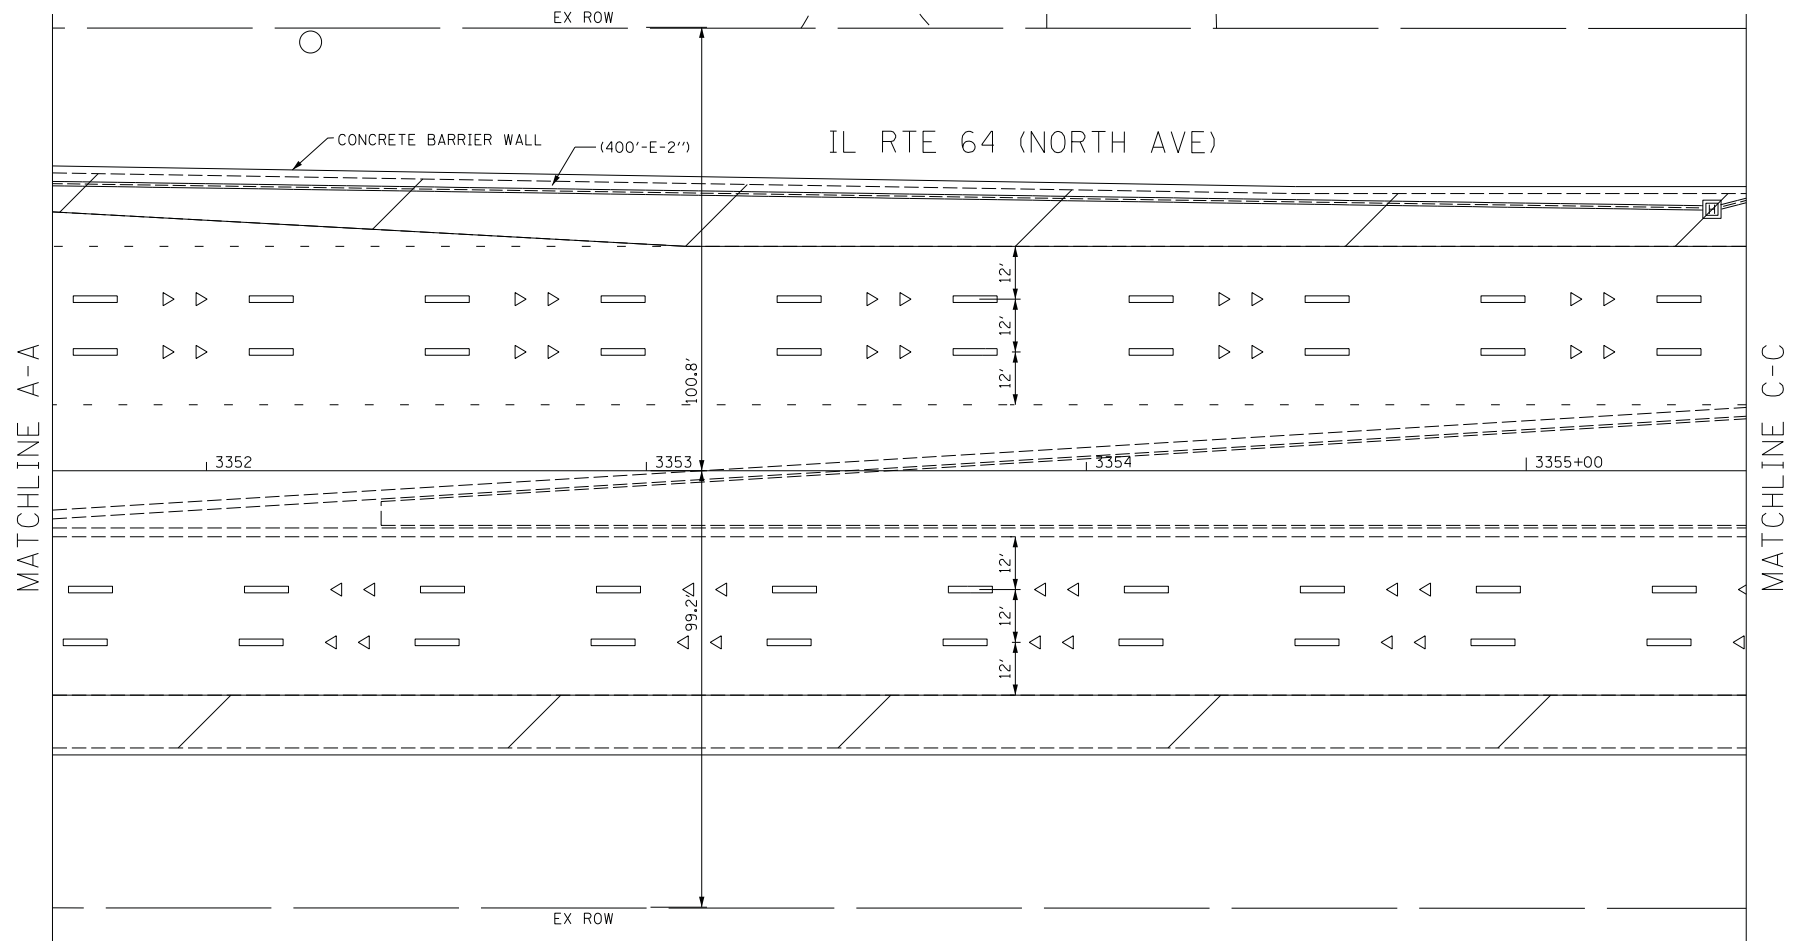 EX ROW
CONCRETE BARRIER WALL
(400'-E-2'')
IL RTE 64 (NORTH AVE)
H
12'
12'
12'
100.8'
MATCHLINE A-A
MATCHLINE C-C
3352
3353
3354
3355+00
12'
12'
12'
99.2'
EX ROW